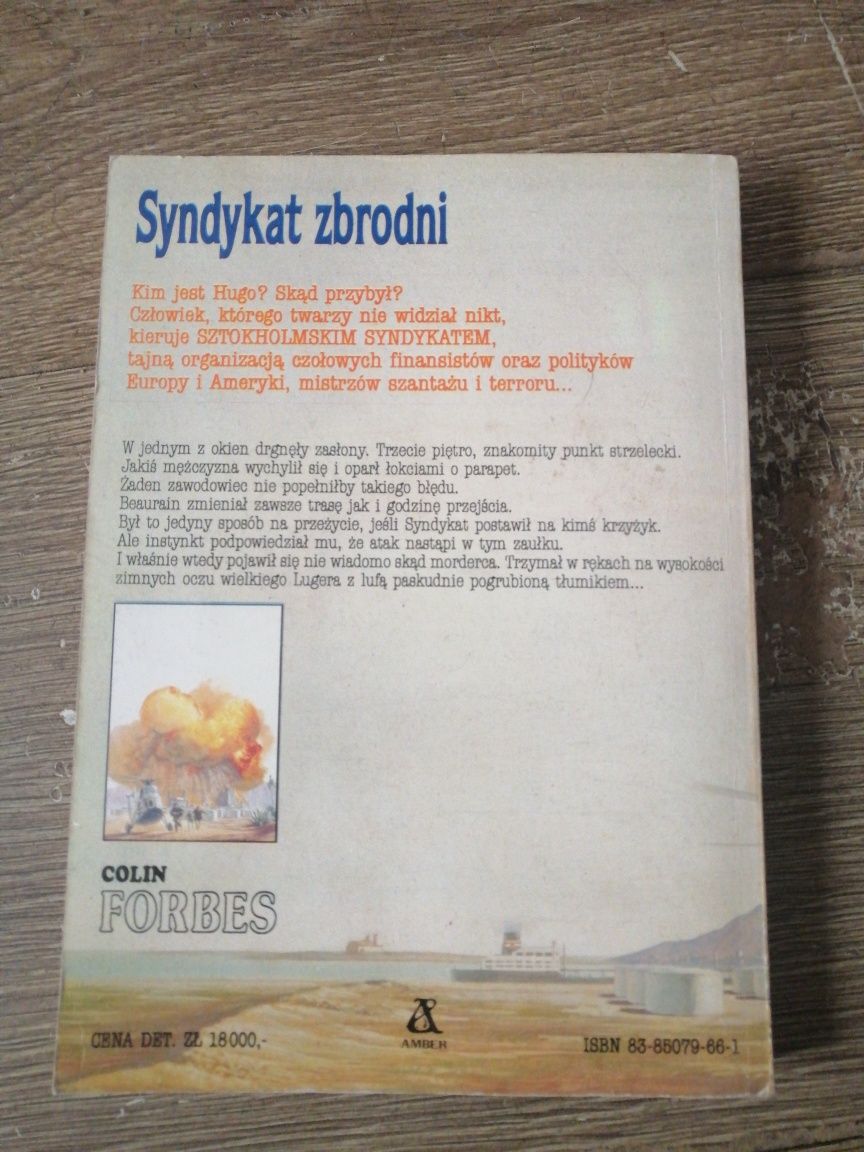 Syndykat zbrodni
Kim jest Hugo? Skąd przybył?
Człowiek, którego twarzy nie widział nikt,
kieruje SZTOKHOLMSKIM SYNDYKATEM,
tajną organizacją czołowych finansistów oraz polityków
Europy i Ameryki, mistrzów szantażu i terroru...
W jednym z okien drgnęły zasłony. Trzecie piętro, znakomity punkt strzelecki.
Jakiś mężczyzna wychylił się i oparł łokciami o parapet.
Żaden zawodowiec nie popełniłby takiego błędu.
Beaurain zmieniał zawsze trasę jak i godzinę przejścia.
Był to jedyny sposób na przeżycie, jeśli Syndykat postawił na kimś krzyżyk.
Ale instynkt podpowiedział mu, że atak nastąpi w tym zaułku.
I właśnie wtedy pojawił się nie wiadomo skąd morderca. Trzymał w rękach na wysokości
zimnych oczu wielkiego Lugera z lufą paskudnie pogrubioną tłumikiem...
COLIN
FORBES
CENA DET. ZŁ 18000,-
AMBER
ISBN 83-85079-66-1